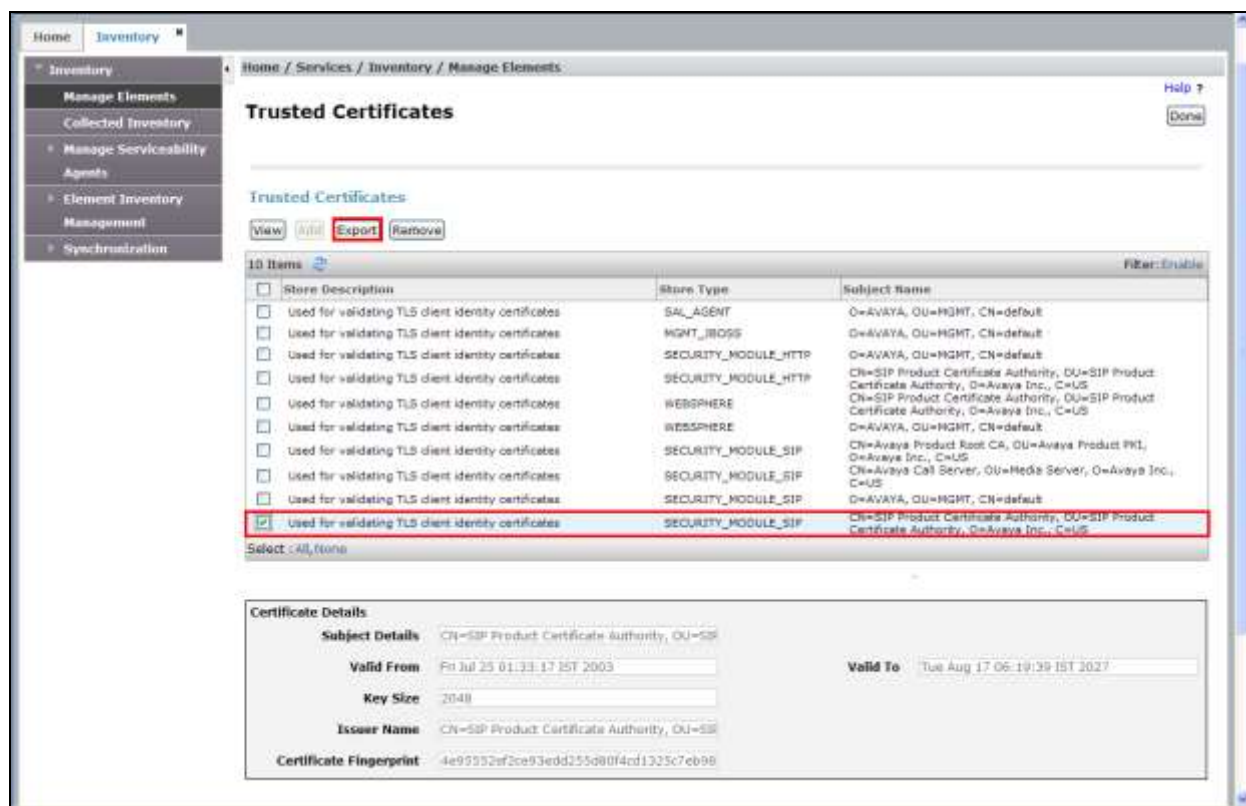 Home Inventory
Inventory
Manage Elements
Collected Inventory
Manage Serviceability
Agents
Element Inventory
Management
Synchronization
Home / Services / Inventory / Manage Elements
Help ?
Trusted Certificates
Done
Trusted Certificates
View Add Export Remove
10 Items Filter: Enable
Store Description Store Type Subject Name
Used for validating TLS client identity certificates SAL_AGENT O=AVAYA, OU=MGMT, CN=default
Used for validating TLS client identity certificates MGMT_JBOSS O=AVAYA, OU=MGMT, CN=default
Used for validating TLS client identity certificates SECURITY_MODULE_HTTP O=AVAYA, OU=MGMT, CN=default
Used for validating TLS client identity certificates SECURITY_MODULE_HTTP CN=SIP Product Certificate Authority, OU=SIP Product
Certificate Authority, O=Avaya Inc., C=US
Used for validating TLS client identity certificates WEBSPHERE CN=SIP Product Certificate Authority, OU=SIP Product
Certificate Authority, O=Avaya Inc., C=US
Used for validating TLS client identity certificates WEBSPHERE O=AVAYA, OU=MGMT, CN=default
Used for validating TLS client identity certificates SECURITY_MODULE_SIP CN=Avaya Product Root CA, OU=Avaya Product PKI,
O=Avaya Inc., C=US
Used for validating TLS client identity certificates SECURITY_MODULE_SIP CN=Avaya Call Server, OU=Media Server, O=Avaya Inc.,
C=US
Used for validating TLS client identity certificates SECURITY_MODULE_SIP O=AVAYA, OU=MGMT, CN=default
Used for validating TLS client identity certificates SECURITY_MODULE_SIP CN=SIP Product Certificate Authority, OU=SIP Product
Certificate Authority, O=Avaya Inc., C=US
Select : All, None
Certificate Details
Subject Details CN=SIP Product Certificate Authority, OU=SIP
Valid From Fri Jul 25 01:33:17 IST 2003 Valid To Tue Aug 17 06:19:39 IST 2027
Key Size 2048
Issuer Name CN=SIP Product Certificate Authority, OU=SIP
Certificate Fingerprint